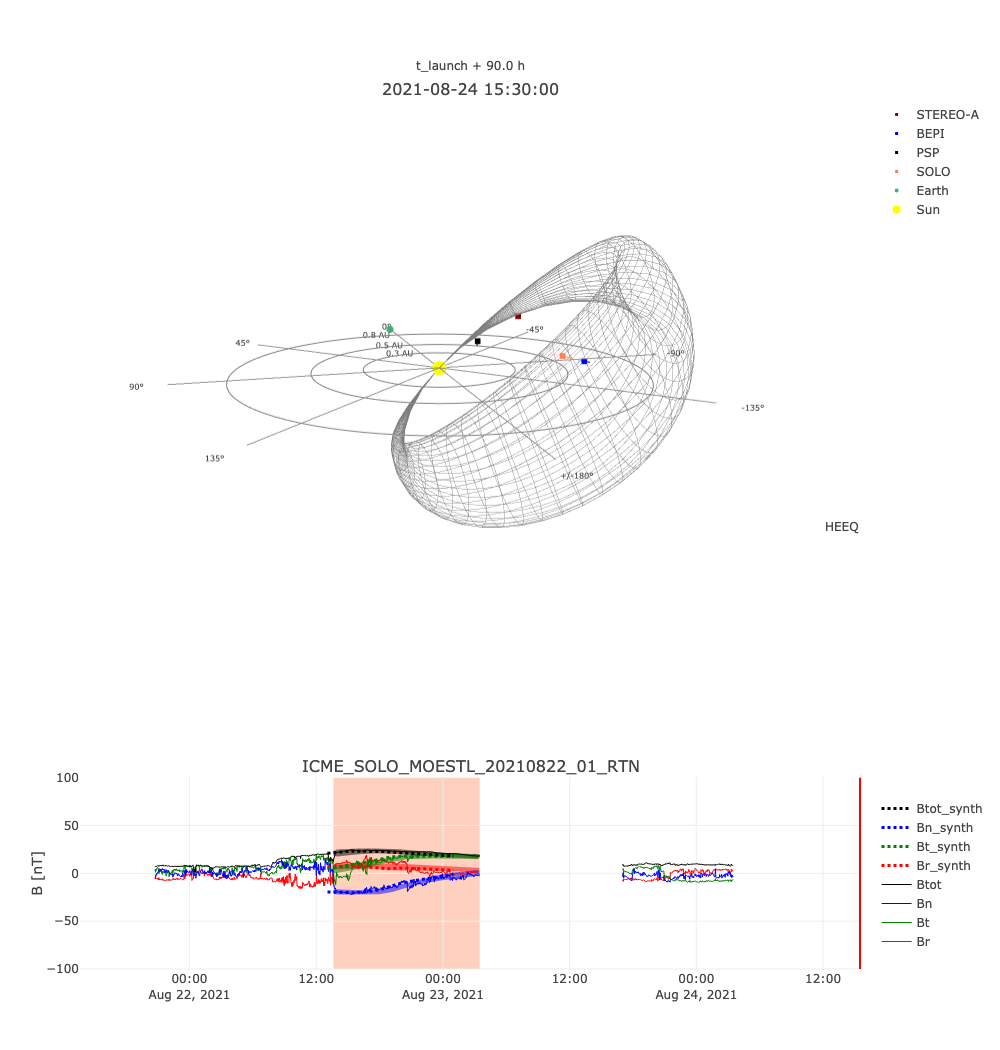 t_launch + 90.0 h
2021-08-24 15:30:00
STEREO-A
BEPI
PSP
SOLO
Earth
Sun
0°
0.8 AU
0.5 AU
0.3 AU
45°
-45°
-90°
90°
-135°
135°
+/-180°
HEEQ
ICME_SOLO_MOESTL_20210822_01_RTN
B [nT]
100
50
0
−50
−100
00:00
Aug 22, 2021
12:00
00:00
Aug 23, 2021
12:00
00:00
Aug 24, 2021
12:00
Btot_synth
Bn_synth
Bt_synth
Br_synth
Btot
Bn
Bt
Br